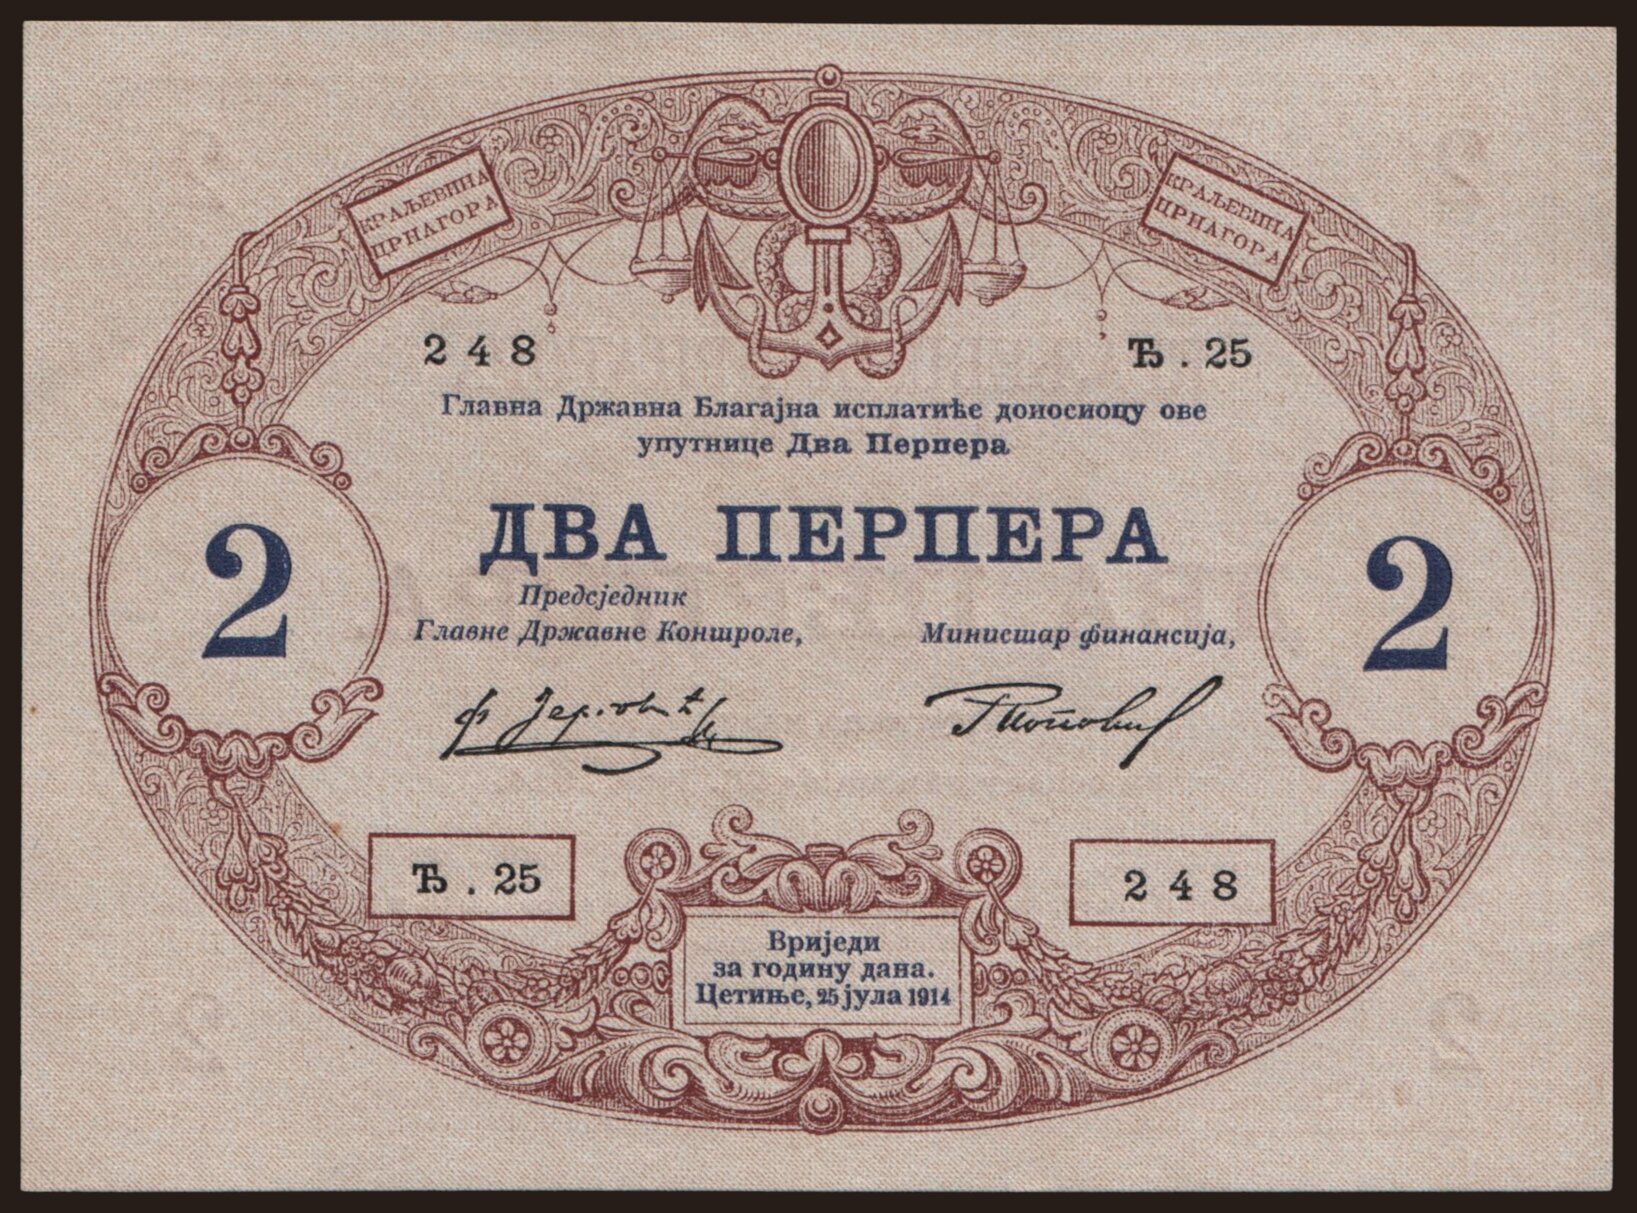 КРАЉЕВИНА
ЦРНАГОРА
КРАЉЕВИНА
ЦРНАГОРА
248
Ђ. 25
Главна Државна Благајна исплатиће доносиоцу ове
упутнице Два Перпера
ДВА ПЕРПЕРА
2
2
Предсједник
Главне Државне Контроле,
Министар финансија,
Ђ. 25
248
Вриједи
за годину дана.
Цетиње, 25 јула 1914